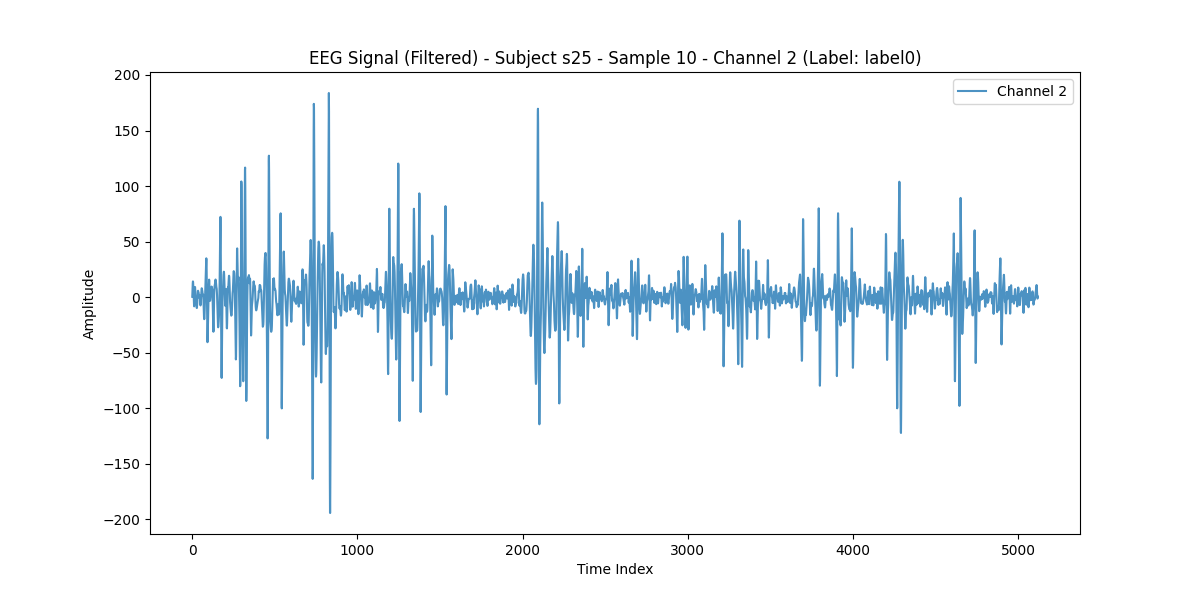 EEG Signal (Filtered) - Subject s25 - Sample 10 - Channel 2 (Label: label0)
Channel 2
200
150
100
50
0
−50
−100
−150
−200
Amplitude
0 1000 2000 3000 4000 5000
Time Index